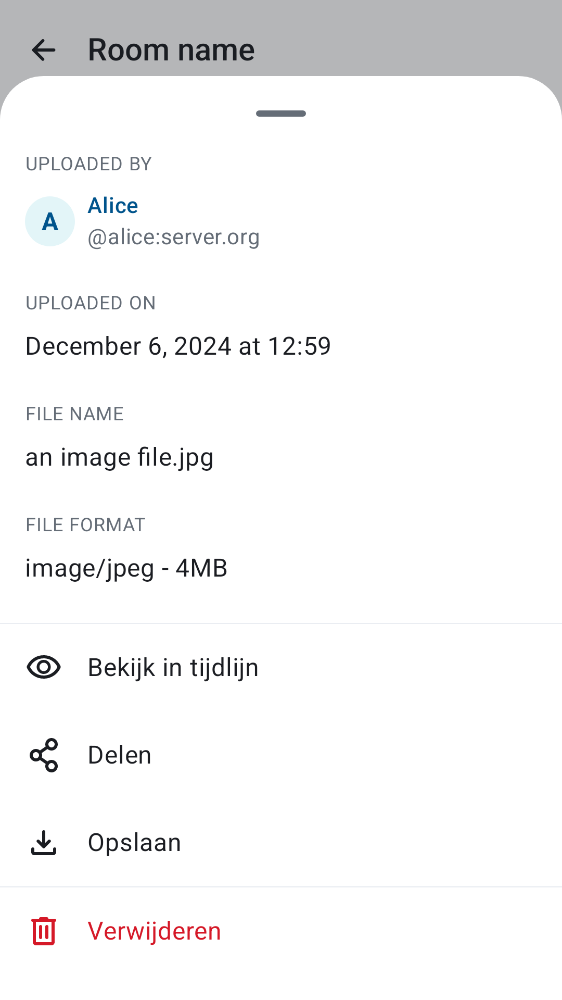 Room name
UPLOADED BY
A
Alice
@alice:server.org
UPLOADED ON
December 6, 2024 at 12:59
FILE NAME
an image file.jpg
FILE FORMAT
image/jpeg - 4MB
Bekijk in tijdlijn
Delen
Opslaan
Verwijderen